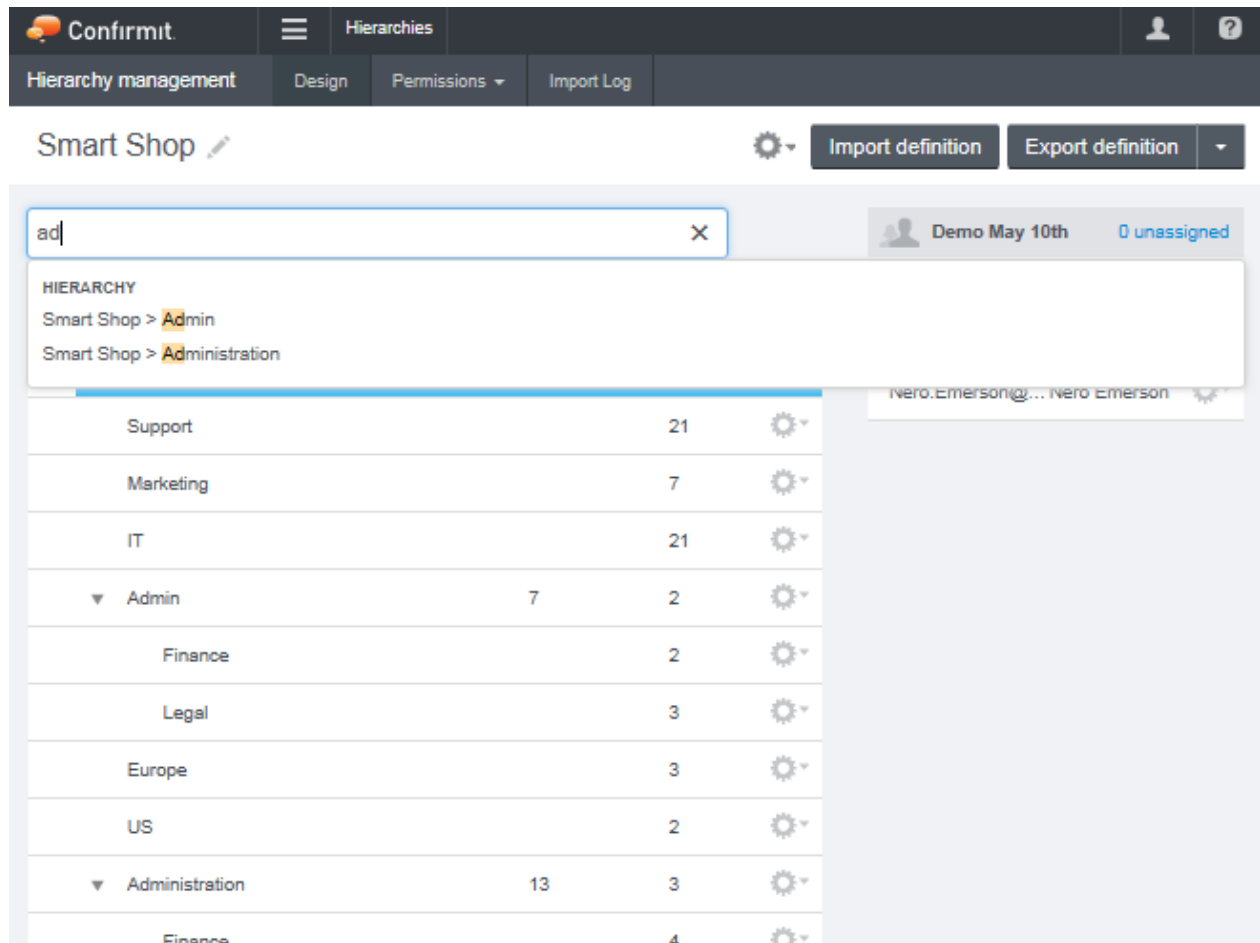 Confirmit.
Hierarchies
Hierarchy management
Design
Permissions
Import Log
Smart Shop
Import definition
Export definition
ad
Demo May 10th
0 unassigned
HIERARCHY
Smart Shop > Admin
Smart Shop > Administration
Nero.Emerson@... Nero Emerson
Support 21
Marketing 7
IT 21
Admin 7 2
Finance 2
Legal 3
Europe 3
US 2
Administration 13 3
Finance 4